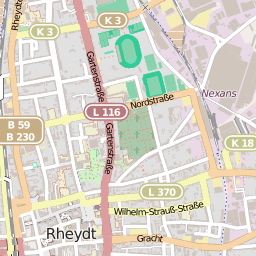 Rheydt
K 3
K 3
Gartenstraße
Nexans
Nordstraße
L 116
B 59
B 230
Gartenstraße
K 18
L 370
Wilhelm-Strauß-Straße
Rheydt
Gracht